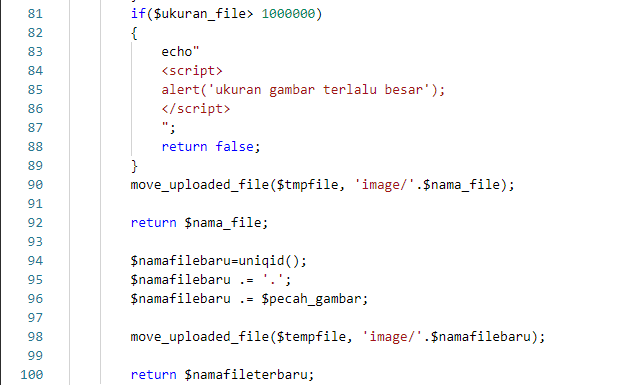 81 if($ukuran_file> 1000000)
82 {
83 echo"
84 <script>
85 alert('ukuran gambar terlalu besar');
86 </script>
87 ";
88 return false;
89 }
90 move_uploaded_file($tmpfile, 'image/'.$nama_file);
91
92 return $nama_file;
93
94 $namafilebaru=uniqid();
95 $namafilebaru .= '.';
96 $namafilebaru .= $pecah_gambar;
97
98 move_uploaded_file($tempfile, 'image/'.$namafilebaru);
99
100 return $namafileterbaru;